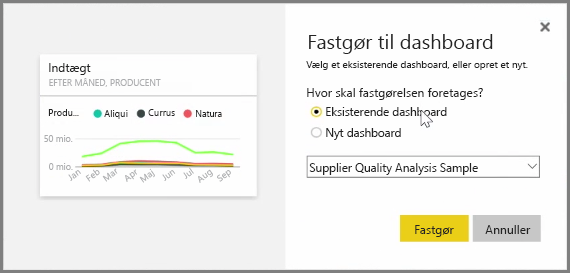 Indtægt
EFTER MÅNED, PRODUCENT
Produ... Aliqui Currus Natura
50 mio.
0 mio.
Jan Feb Mar Apr Maj Jun Jul Aug Sep
Fastgør til dashboard
Vælg et eksisterende dashboard, eller opret et nyt.
Hvor skal fastgørelsen foretages?
Eksisterende dashboard
Nyt dashboard
Supplier Quality Analysis Sample
Fastgør Annuller